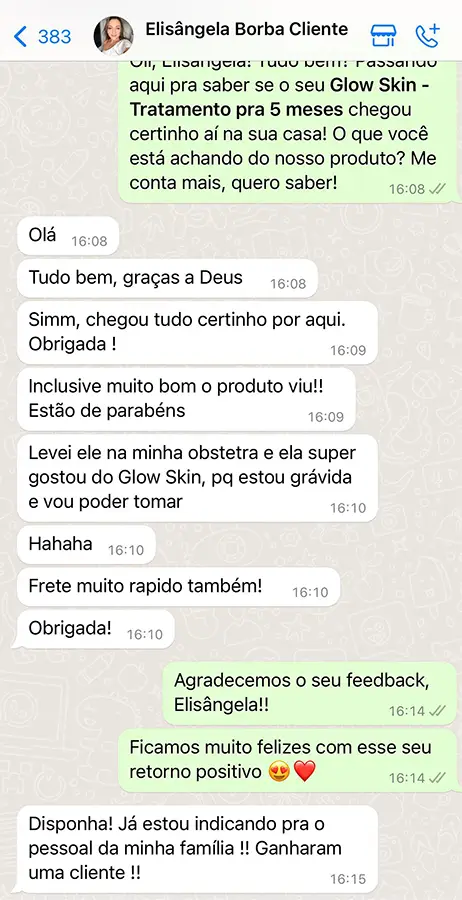 383
Elisângela Borba Cliente
Oii, Elisângela! Tudo bem? Passando
aqui pra saber se o seu Glow Skin -
Tratamento pra 5 meses chegou
certinho aí na sua casa! O que você
está achando do nosso produto? Me
conta mais, quero saber!
16:08
Olá 16:08
Tudo bem, graças a Deus 16:08
Simm, chegou tudo certinho por aqui.
Obrigada !
16:09
Inclusive muito bom o produto viu!!
Estão de parabéns
16:09
Levei ele na minha obstetra e ela super
gostou do Glow Skin, pq estou grávida
e vou poder tomar
16:10
Hahaha 16:10
Frete muito rapido também! 16:10
Obrigada! 16:10
Agradecemos o seu feedback,
Elisângela!!
16:14
Ficamos muito felizes com esse seu
retorno positivo 😍❤️
16:14
Disponha! Já estou indicando pra o
pessoal da minha família !! Ganharam
uma cliente !!
16:15